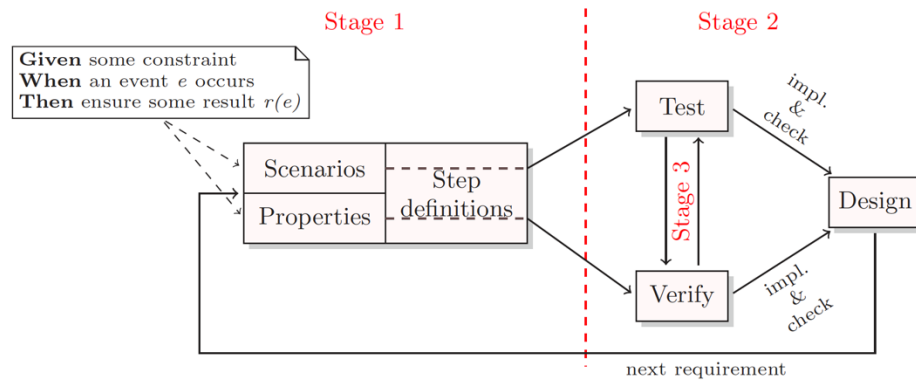 Stage 1
Stage 2
Given some constraint
When an event e occurs
Then ensure some result r(e)
Scenarios
Properties
Step
definitions
Test
Stage 3
Verify
impl.
&
check
impl.
&
check
Design
next requirement